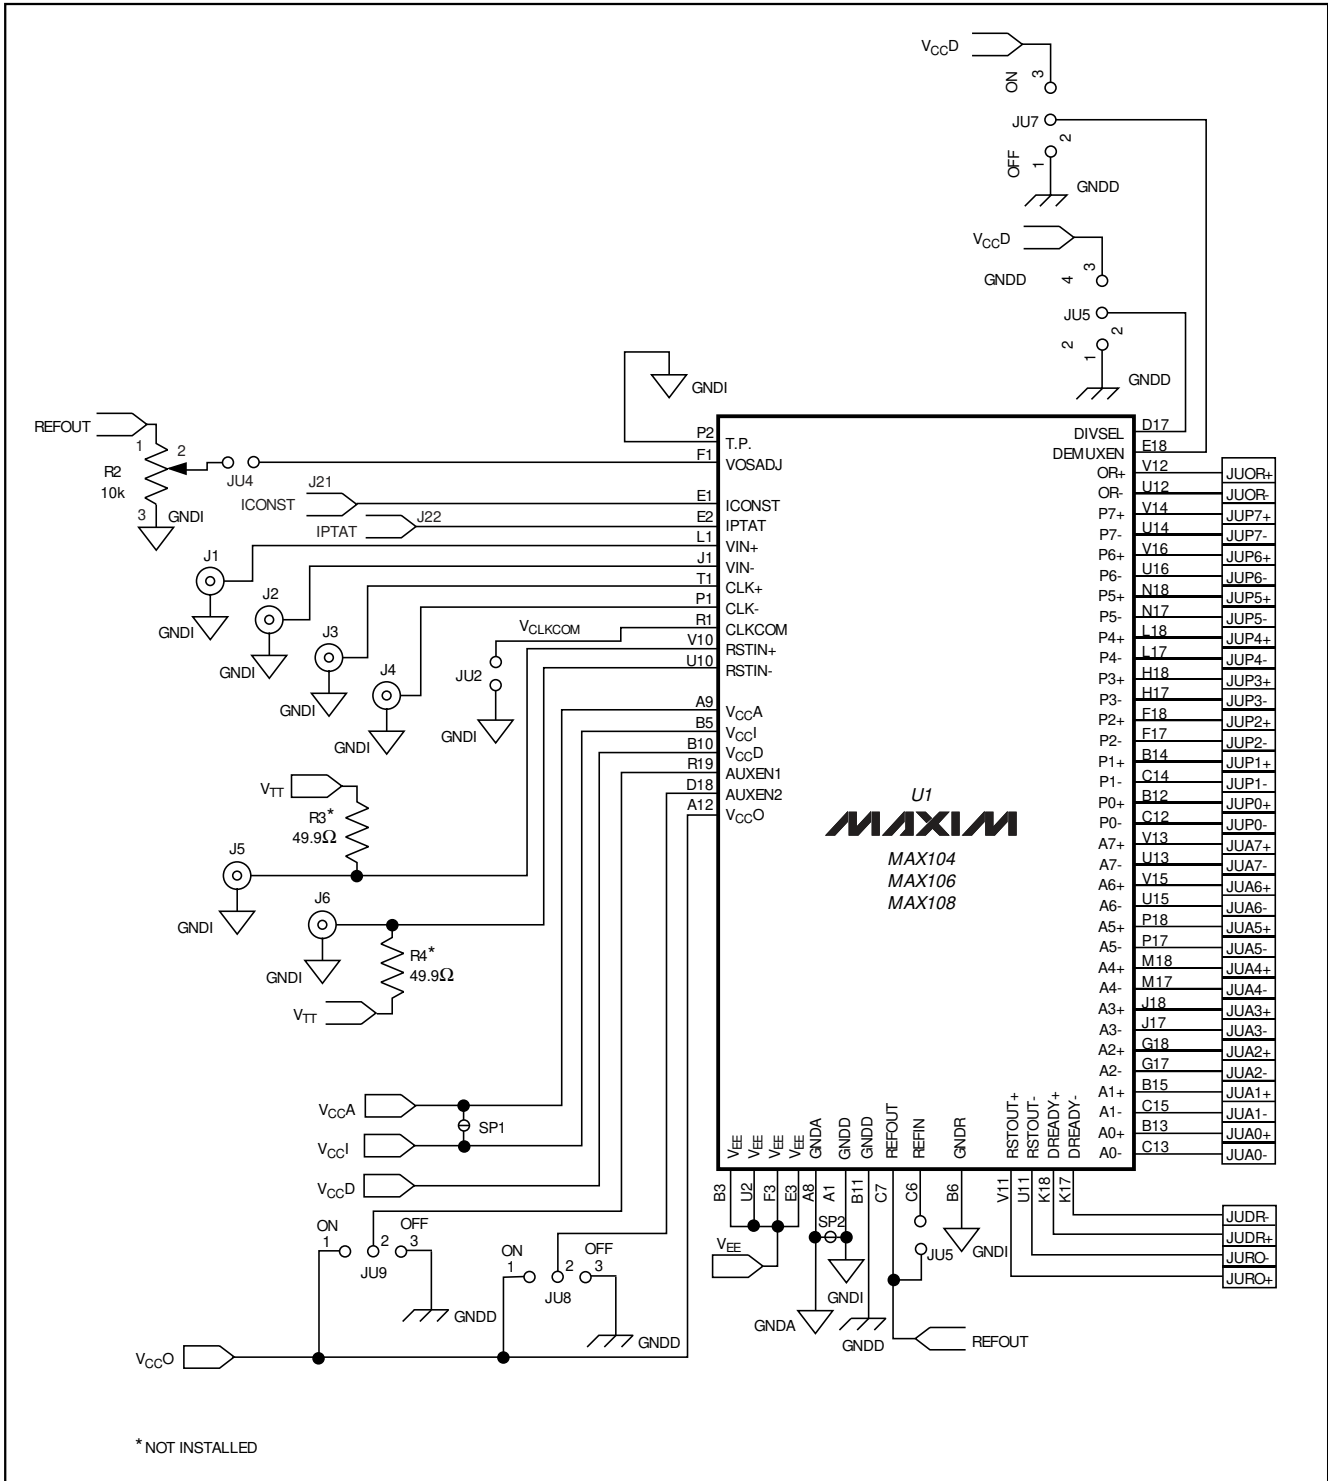 VCCD
ON
3
JU7
2
OFF
1
GNDD
VCCD
GNDD
4
3
JU5
2
2
1
GNDD
GNDI
REFOUT
1
2
R2
10k
3
GNDI
JU4
J21
ICONST
J22
IPTAT
J1
GNDI
J2
GNDI
J3
GNDI
J4
GNDI
VCLKCOM
JU2
GNDI
VTT
R3*
49.9Ω
J5
GNDI
J6
GNDI
R4*
49.9Ω
VTT
VCCA
SP1
VCCI
VCCD
ON
1
2
OFF
3
JU9
GNDD
ON
1
2
OFF
3
JU8
GNDD
VCCO
P2 T.P.
F1 VOSADJ
E1 ICONST
E2 IPTAT
L1 VIN+
J1 VIN-
T1 CLK+
P1 CLK-
R1 CLKCOM
V10 RSTIN+
U10 RSTIN-
A9 VCCA
B5 VCCI
B10 VCCD
R19 AUXEN1
D18 AUXEN2
A12 VCCO
U1
MAXIM
MAX104
MAX106
MAX108
DIVSEL D17
DEMUXEN E18
OR+ V12 JUOR+
OR- U12 JUOR-
P7+ V14 JUP7+
P7- U14 JUP7-
P6+ V16 JUP6+
P6- U16 JUP6-
P5+ N18 JUP5+
P5- N17 JUP5-
P4+ L18 JUP4+
P4- L17 JUP4-
P3+ H18 JUP3+
P3- H17 JUP3-
P2+ F18 JUP2+
P2- F17 JUP2-
P1+ B14 JUP1+
P1- C14 JUP1-
P0+ B12 JUP0+
P0- C12 JUP0-
A7+ V13 JUA7+
A7- U13 JUA7-
A6+ V15 JUA6+
A6- U15 JUA6-
A5+ P18 JUA5+
A5- P17 JUA5-
A4+ M18 JUA4+
A4- M17 JUA4-
A3+ J18 JUA3+
A3- J17 JUA3-
A2+ G18 JUA2+
A2- G17 JUA2-
A1+ B15 JUA1+
A1- C15 JUA1-
A0+ B13 JUA0+
A0- C13 JUA0-
VEE B3
VEE U2
VEE F3
VEE E3
GNDA A8
GNDD A1
GNDD B11
REFOUT C7
REFIN C6
GNDR B6
RSTOUT+ V11
RSTOUT- U11
DREADY+ K18
DREADY- K17
JUDR-
JUDR+
JURO-
JURO+
VEE
SP2
GNDI
GNDA
GNDD
JU5
GNDI
REFOUT
* NOT INSTALLED